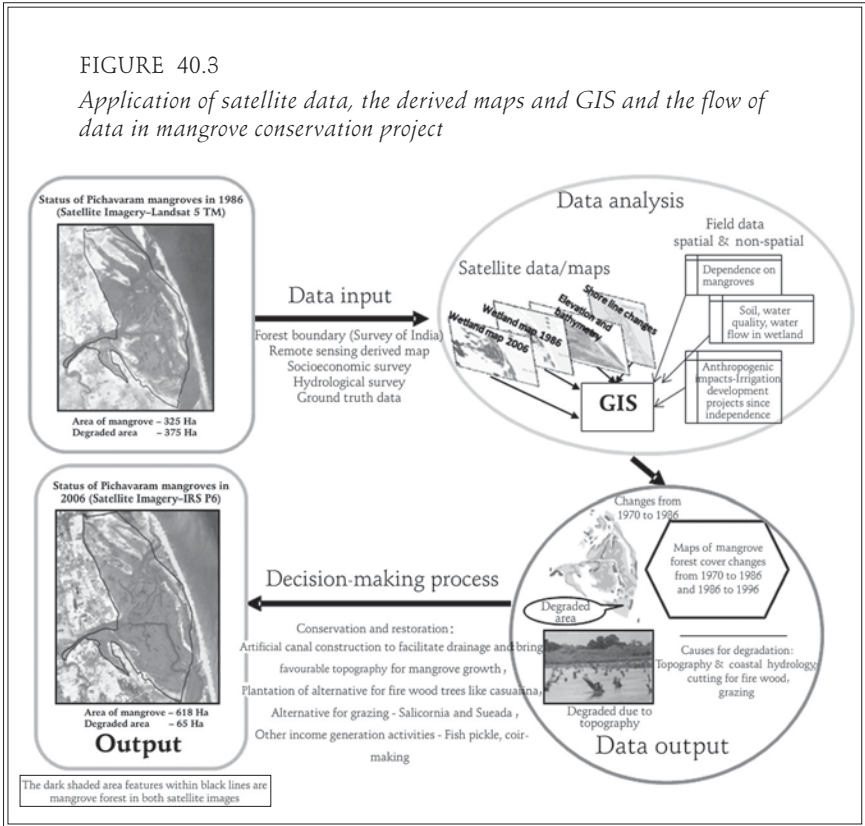 FIGURE 40.3
Application of satellite data, the derived maps and GIS and the flow of
data in mangrove conservation project
Status of Pichavaram mangroves in 1986
(Satellite Imagery–Landsat 5 TM)
Area of mangrove – 325 Ha
Degraded area – 375 Ha
Data input
Forest boundary (Survey of India)
Remote sensing derived map
Socioeconomic survey
Hydrological survey
Ground truth data
Data analysis
Field data
spatial & non-spatial
Satellite data/maps
Wetland map 2006
Wetland map 1986
Elevation and
bathymetry
Shore line changes
GIS
Dependence on
mangroves
Soil, water
quality, water
flow in wetland
Anthropogenic
impacts-Irrigation
development
projects since
independence
Changes from
1970 to 1986
Maps of mangrove
forest cover changes
from 1970 to 1986
and 1986 to 1996
Degraded
area
Degraded due to
topography
Causes for degradation:
Topography & coastal hydrology,
cutting for fire wood,
grazing
Data output
Decision-making process
Conservation and restoration:
Artificial canal construction to facilitate drainage and bring
favourable topography for mangrove growth,
Plantation of alternative for fire wood trees like casuarina,
Alternative for grazing - Salicornia and Sueada,
Other income generation activities - Fish pickle, coir-
making
Status of Pichavaram mangroves in
2006 (Satellite Imagery–IRS P6)
Area of mangrove – 618 Ha
Degraded area – 65 Ha
Output
The dark shaded area features within black lines are
mangrove forest in both satellite images